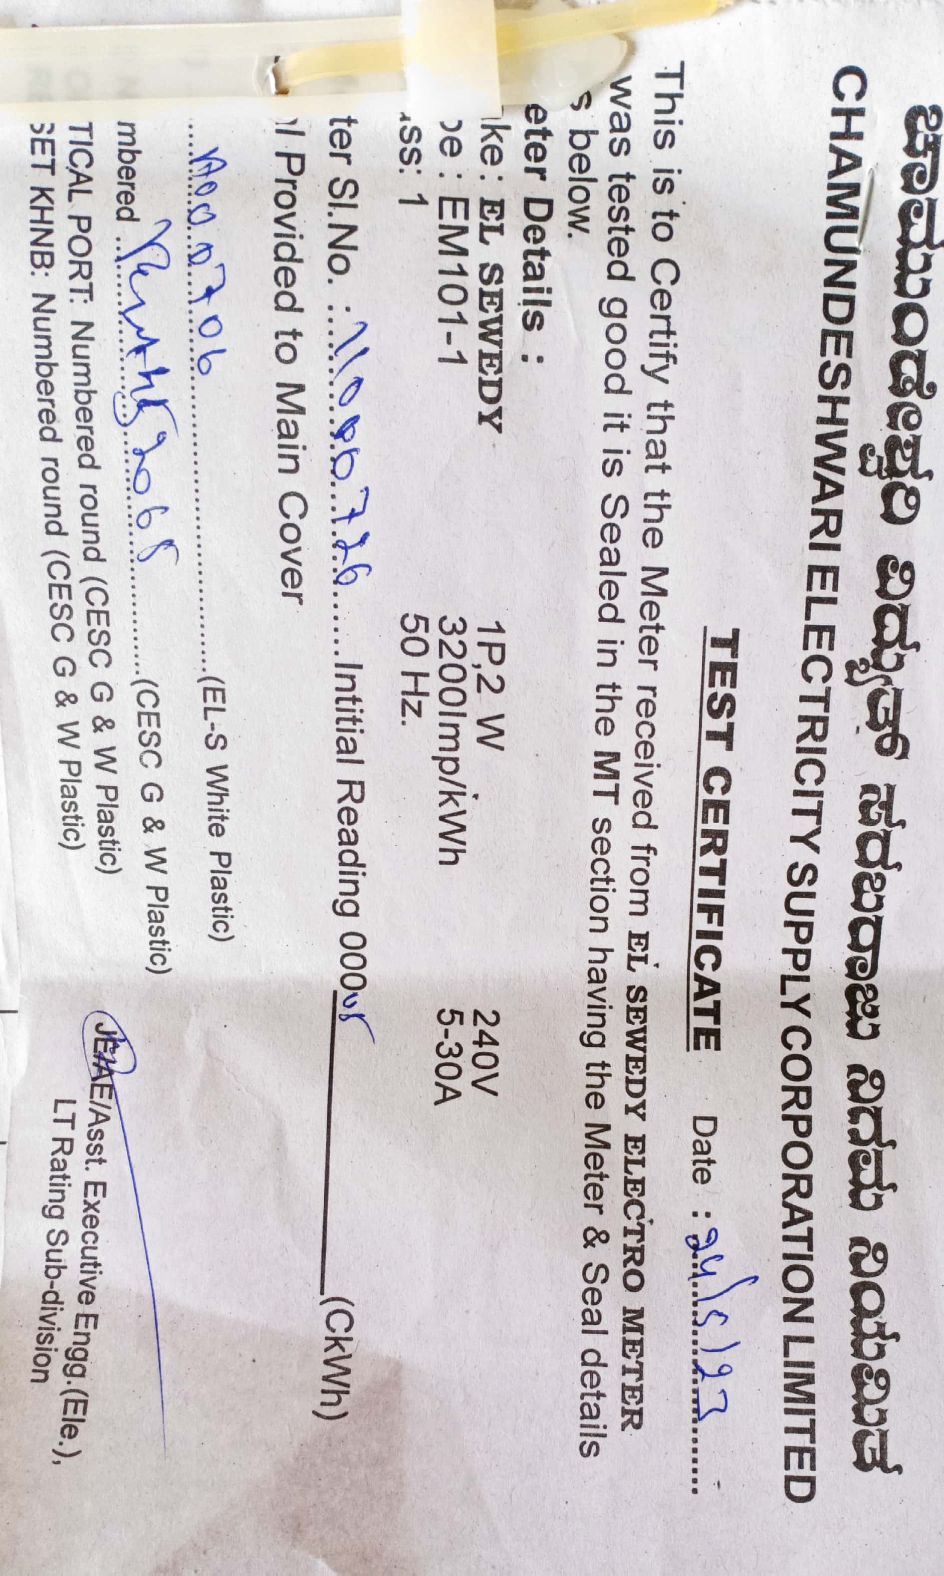 ಚಾಮುಂಡೇಶ್ವರಿ ವಿದ್ಯುತ್ ಸರಬರಾಜು ನಿಗಮ ನಿಯಮಿತ
CHAMUNDESHWARI ELECTRICITY SUPPLY CORPORATION LIMITED
TEST CERTIFICATE Date : 24/5/23
This is to Certify that the Meter received from EL SEWEDY ELECTRO METER
was tested good it is Sealed in the MT section having the Meter & Seal details
s below.
eter Details :
ke : EL SEWEDY 1P,2 W 240V
pe : EM101-1 3200Imp/kWh 5-30A
ss: 1 50 Hz.
ter Sl.No. : 21000726 Intitial Reading 000 (CkWh)
al Provided to Main Cover
A000706 (EL-S White Plastic)
mbered (CESC G & W Plastic)
TICAL PORT: Numbered round (CESC G & W Plastic)
SET KHNB: Numbered round (CESC G & W Plastic)
JE/AE/Asst. Executive Engg.(Ele.),
LT Rating Sub-division